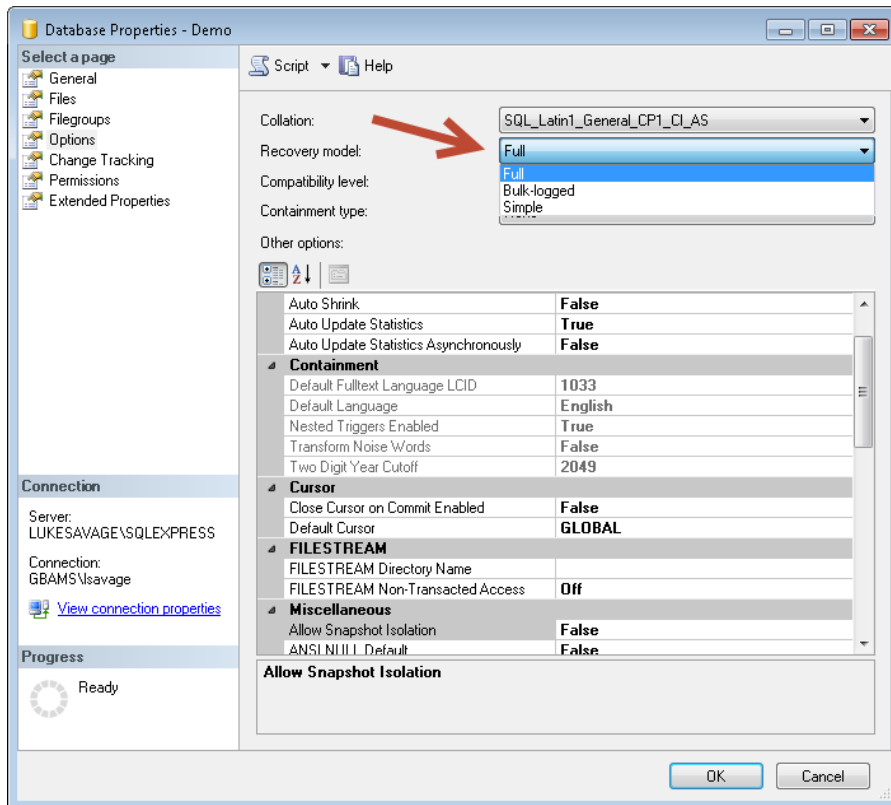 Database Properties - Demo
Select a page
General
Files
Filegroups
Options
Change Tracking
Permissions
Extended Properties
Script
Help
Collation: SQL_Latin1_General_CP1_CI_AS
Recovery model: Full
Full
Compatibility level:
Bulk-logged
Simple
Containment type:
Other options:
Auto Shrink False
Auto Update Statistics True
Auto Update Statistics Asynchronously False
Containment
Default Fulltext Language LCID 1033
Default Language English
Nested Triggers Enabled True
Transform Noise Words False
Two Digit Year Cutoff 2049
Cursor
Close Cursor on Commit Enabled False
Default Cursor GLOBAL
FILESTREAM
FILESTREAM Directory Name
FILESTREAM Non-Transacted Access Off
Miscellaneous
Allow Snapshot Isolation False
ANSI NULL Default False
Allow Snapshot Isolation
Connection
Server:
LUKESAVAGE\SQLEXPRESS
Connection:
GBAMS\lsavage
View connection properties
Progress
Ready
OK
Cancel